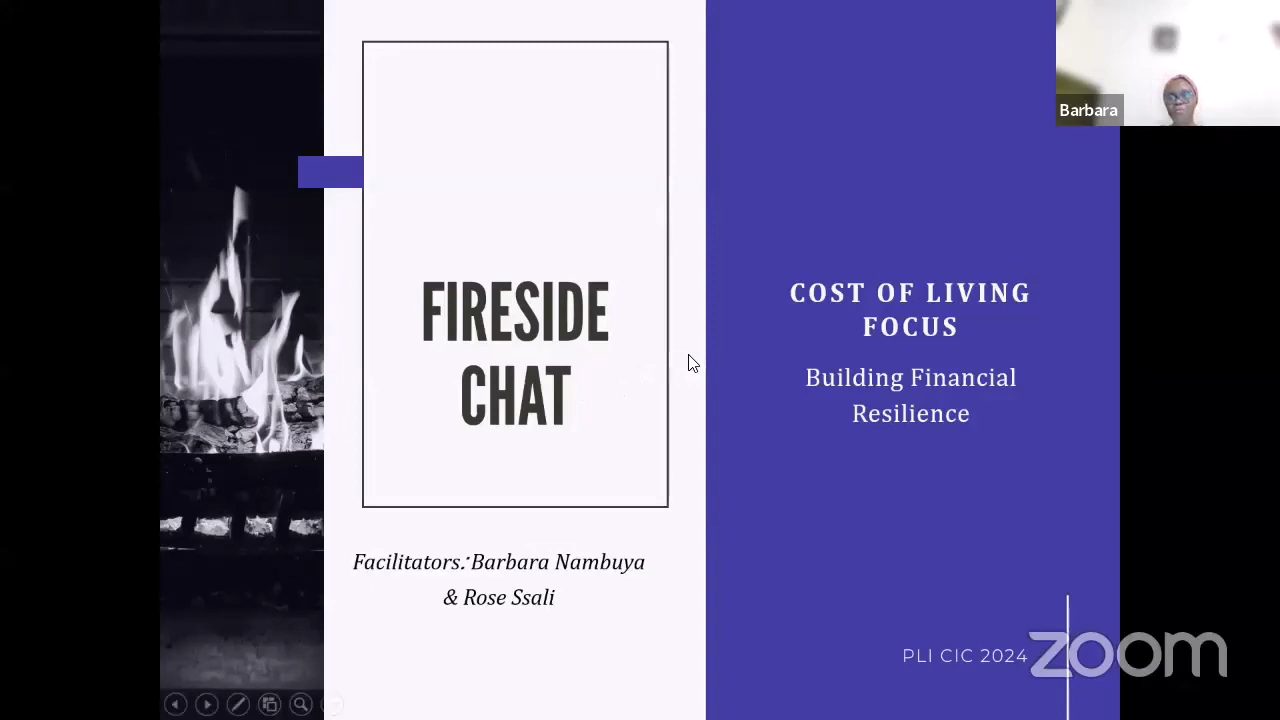 Barbara
FIRESIDE
CHAT
COST OF LIVING
FOCUS
Building Financial
Resilience
Facilitators: Barbara Nambuya
& Rose Ssali
PLI CIC 2024
zoom